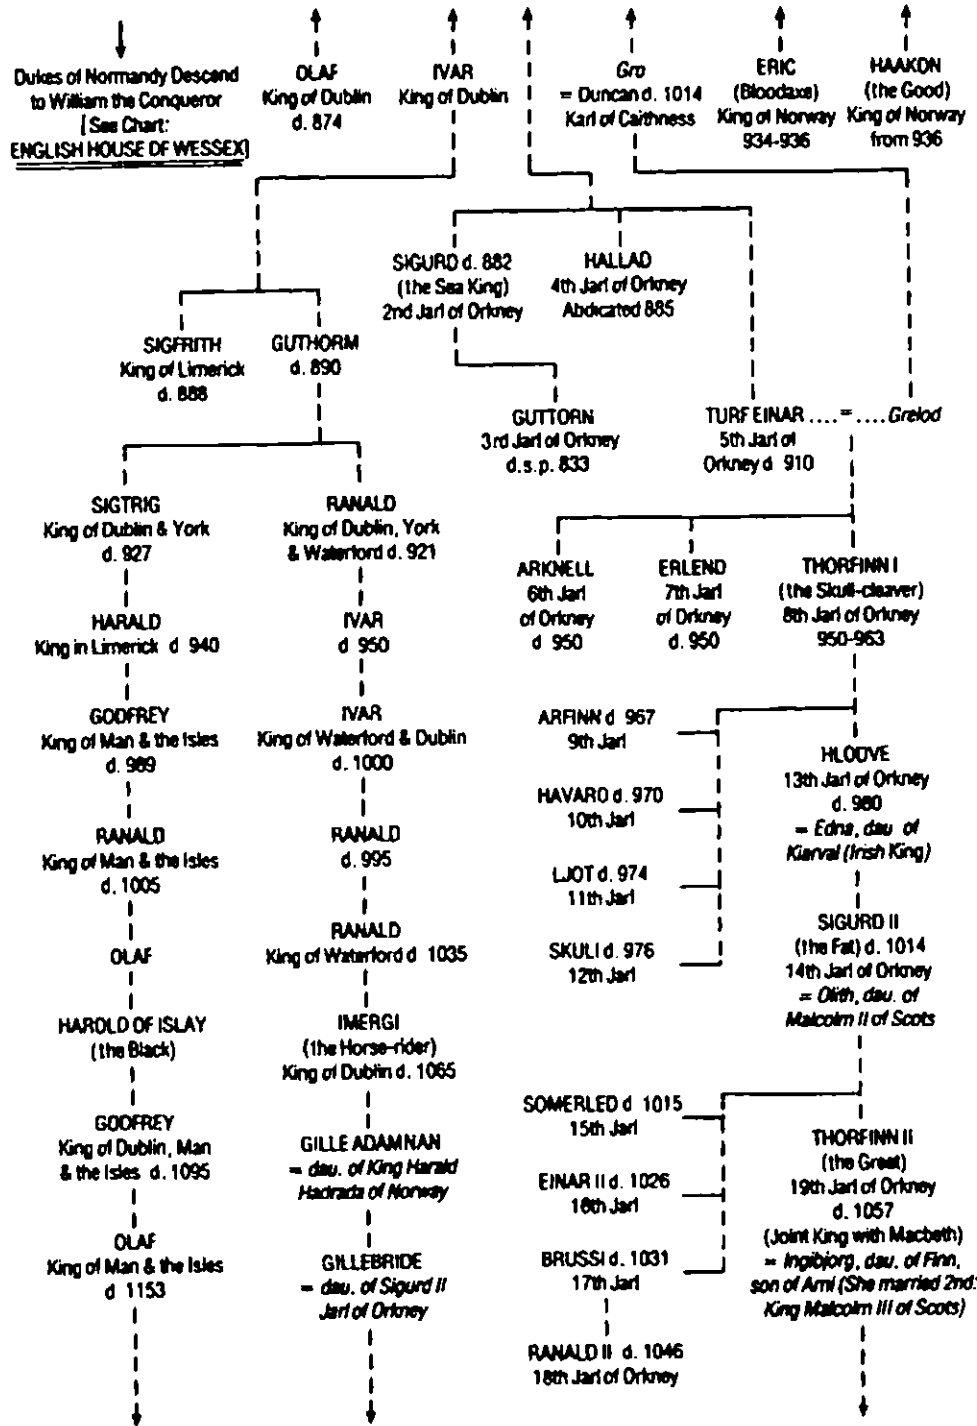 Dukes of Normandy Descend
to William the Conqueror
[See Chart:
ENGLISH HOUSE OF WESSEX]
OLAF
King of Dublin
d. 874
IVAR
King of Dublin
Gro
= Duncan d. 1014
Karl of Caithness
ERIC
(Bloodaxe)
King of Norway
934-936
HAAKON
(the Good)
King of Norway
from 936
SIGURD d. 882
(the Sea King)
2nd Jarl of Orkney
HALLAD
4th Jarl of Orkney
Abdicated 885
SIGFRITH
King of Limerick
d. 888
GUTHORM
d. 890
GUTTORN
3rd Jarl of Orkney
d.s.p. 833
TURF EINAR .... = .... Grelod
5th Jarl of
Orkney d 910
SIGTRIG
King of Dublin & York
d. 927
RANALD
King of Dublin, York
& Waterford d. 921
ARKNELL
6th Jarl
of Orkney
d 950
ERLEND
7th Jarl
of Orkney
d. 950
THORFINN I
(the Skull-cleaver)
8th Jarl of Orkney
950-963
HARALD
King in Limerick d 940
IVAR
d 950
GODFREY
King of Man & the Isles
d. 989
IVAR
King of Waterford & Dublin
d. 1000
ARFINN d 967
9th Jarl
HAVARO d. 970
10th Jarl
LJOT d. 974
11th Jarl
SKULI d. 976
12th Jarl
HLODVE
13th Jarl of Orkney
d. 980
= Edna, dau of
Kiarval (Irish King)
RANALD
King of Man & the Isles
d. 1005
RANALD
d. 995
OLAF
RANALD
King of Waterford d 1035
SIGURD II
(the Fat) d. 1014
14th Jarl of Orkney
= Olith, dau. of
Malcolm II of Scots
HAROLD OF ISLAY
(the Black)
IMERGI
(the Horse-rider)
King of Dublin d. 1065
SOMERLED d 1015
15th Jarl
EINAR II d. 1026
16th Jarl
BRUSSI d. 1031
17th Jarl
RANALD II d. 1046
18th Jarl of Orkney
THORFINN II
(the Great)
19th Jarl of Orkney
d. 1057
(Joint King with Macbeth)
= Ingibjorg, dau. of Finn,
son of Arni (She married 2nd:
King Malcolm III of Scots)
GODFREY
King of Dublin, Man
& the Isles d. 1095
GILLE ADAMNAN
= dau. of King Harald
Hadrada of Norway
OLAF
King of Man & the Isles
d 1153
GILLEBRIDE
= dau. of Sigurd II
Jarl of Orkney